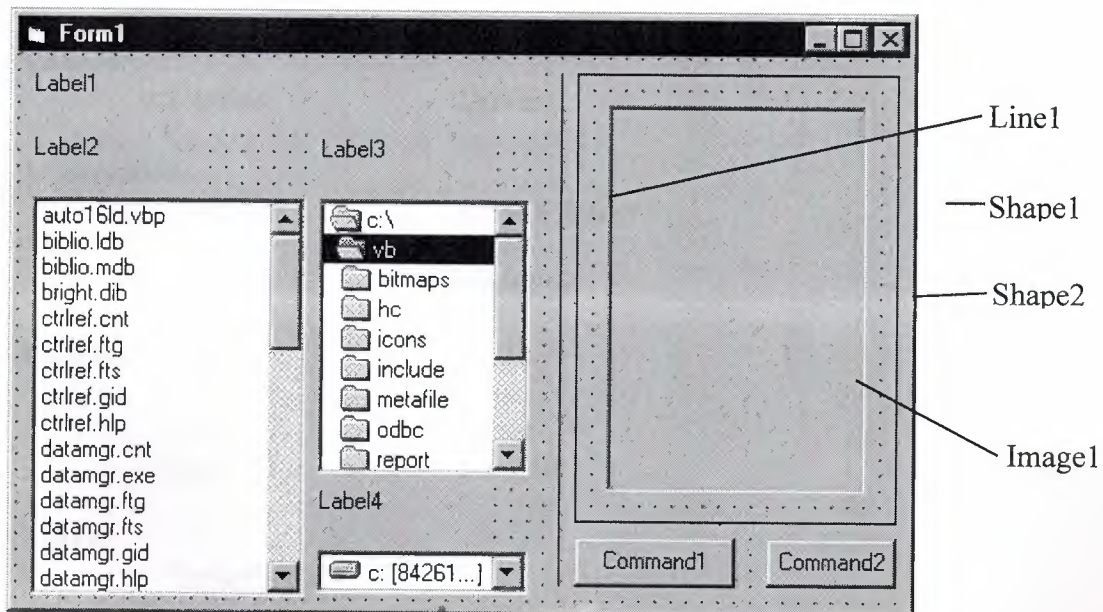 Form1
Label1
Label2
auto16ld.vbp
biblio.ldb
biblio.mdb
bright.dib
ctrlref.cnt
ctrlref.ftg
ctrlref.fts
ctrlref.gid
ctrlref.hlp
datamgr.cnt
datamgr.exe
datamgr.ftg
datamgr.fts
datamgr.gid
datamgr.hlp
Label3
c:\
vb
bitmaps
hc
icons
include
metafile
odbc
report
Label4
c: [84261...]
Command1
Command2
Line1
Shape1
Shape2
Image1